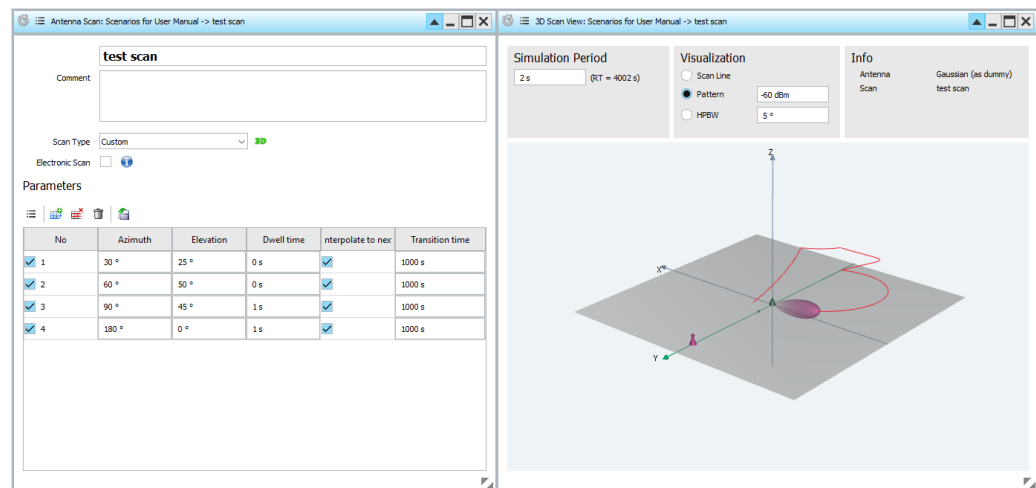 Antenna Scan: Scenarios for User Manual -> test scan
test scan
Comment
Scan Type Custom 3D
Electronic Scan
Parameters
No Azimuth Elevation Dwell time nterpolate to nex Transition time
1 30 ° 25 ° 0 s 1000 s
2 60 ° 50 ° 0 s 1000 s
3 90 ° 45 ° 1 s 1000 s
4 180 ° 0 ° 1 s 1000 s
3D Scan View: Scenarios for User Manual -> test scan
Simulation Period
2 s (RT = 4002 s)
Visualization
Scan Line
Pattern -60 dBm
HPBW 5 °
Info
Antenna Gaussian (as dummy)
Scan test scan
Z
X
Y